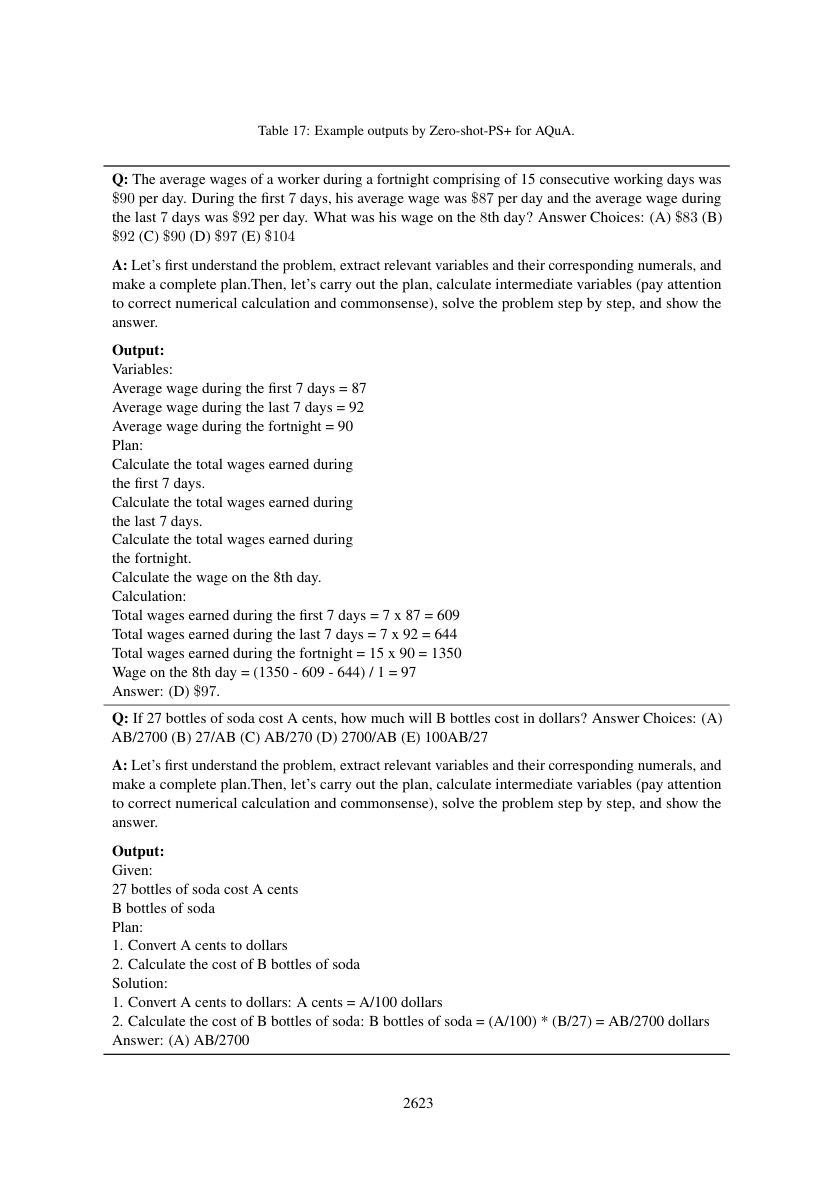 Table 17: Example outputs by Zero-shot-PS+ for AQuA.
Q: The average wages of a worker during a fortnight comprising of 15 consecutive working days was
$90 per day. During the first 7 days, his average wage was $87 per day and the average wage during
the last 7 days was $92 per day. What was his wage on the 8th day? Answer Choices: (A) $83 (B)
$92 (C) $90 (D) $97 (E) $104
A: Let's first understand the problem, extract relevant variables and their corresponding numerals, and
make a complete plan.Then, let's carry out the plan, calculate intermediate variables (pay attention
to correct numerical calculation and commonsense), solve the problem step by step, and show the
answer.
Output:
Variables:
Average wage during the first 7 days = 87
Average wage during the last 7 days = 92
Average wage during the fortnight = 90
Plan:
Calculate the total wages earned during
the first 7 days.
Calculate the total wages earned during
the last 7 days.
Calculate the total wages earned during
the fortnight.
Calculate the wage on the 8th day.
Calculation:
Total wages earned during the first 7 days = 7 x 87 = 609
Total wages earned during the last 7 days = 7 x 92 = 644
Total wages earned during the fortnight = 15 x 90 = 1350
Wage on the 8th day = (1350 - 609 - 644) / 1 = 97
Answer: (D) $97.
Q: If 27 bottles of soda cost A cents, how much will B bottles cost in dollars? Answer Choices: (A)
AB/2700 (B) 27/AB (C) AB/270 (D) 2700/AB (E) 100AB/27
A: Let's first understand the problem, extract relevant variables and their corresponding numerals, and
make a complete plan.Then, let's carry out the plan, calculate intermediate variables (pay attention
to correct numerical calculation and commonsense), solve the problem step by step, and show the
answer.
Output:
Given:
27 bottles of soda cost A cents
B bottles of soda
Plan:
1. Convert A cents to dollars
2. Calculate the cost of B bottles of soda
Solution:
1. Convert A cents to dollars: A cents = A/100 dollars
2. Calculate the cost of B bottles of soda: B bottles of soda = (A/100) * (B/27) = AB/2700 dollars
Answer: (A) AB/2700
2623